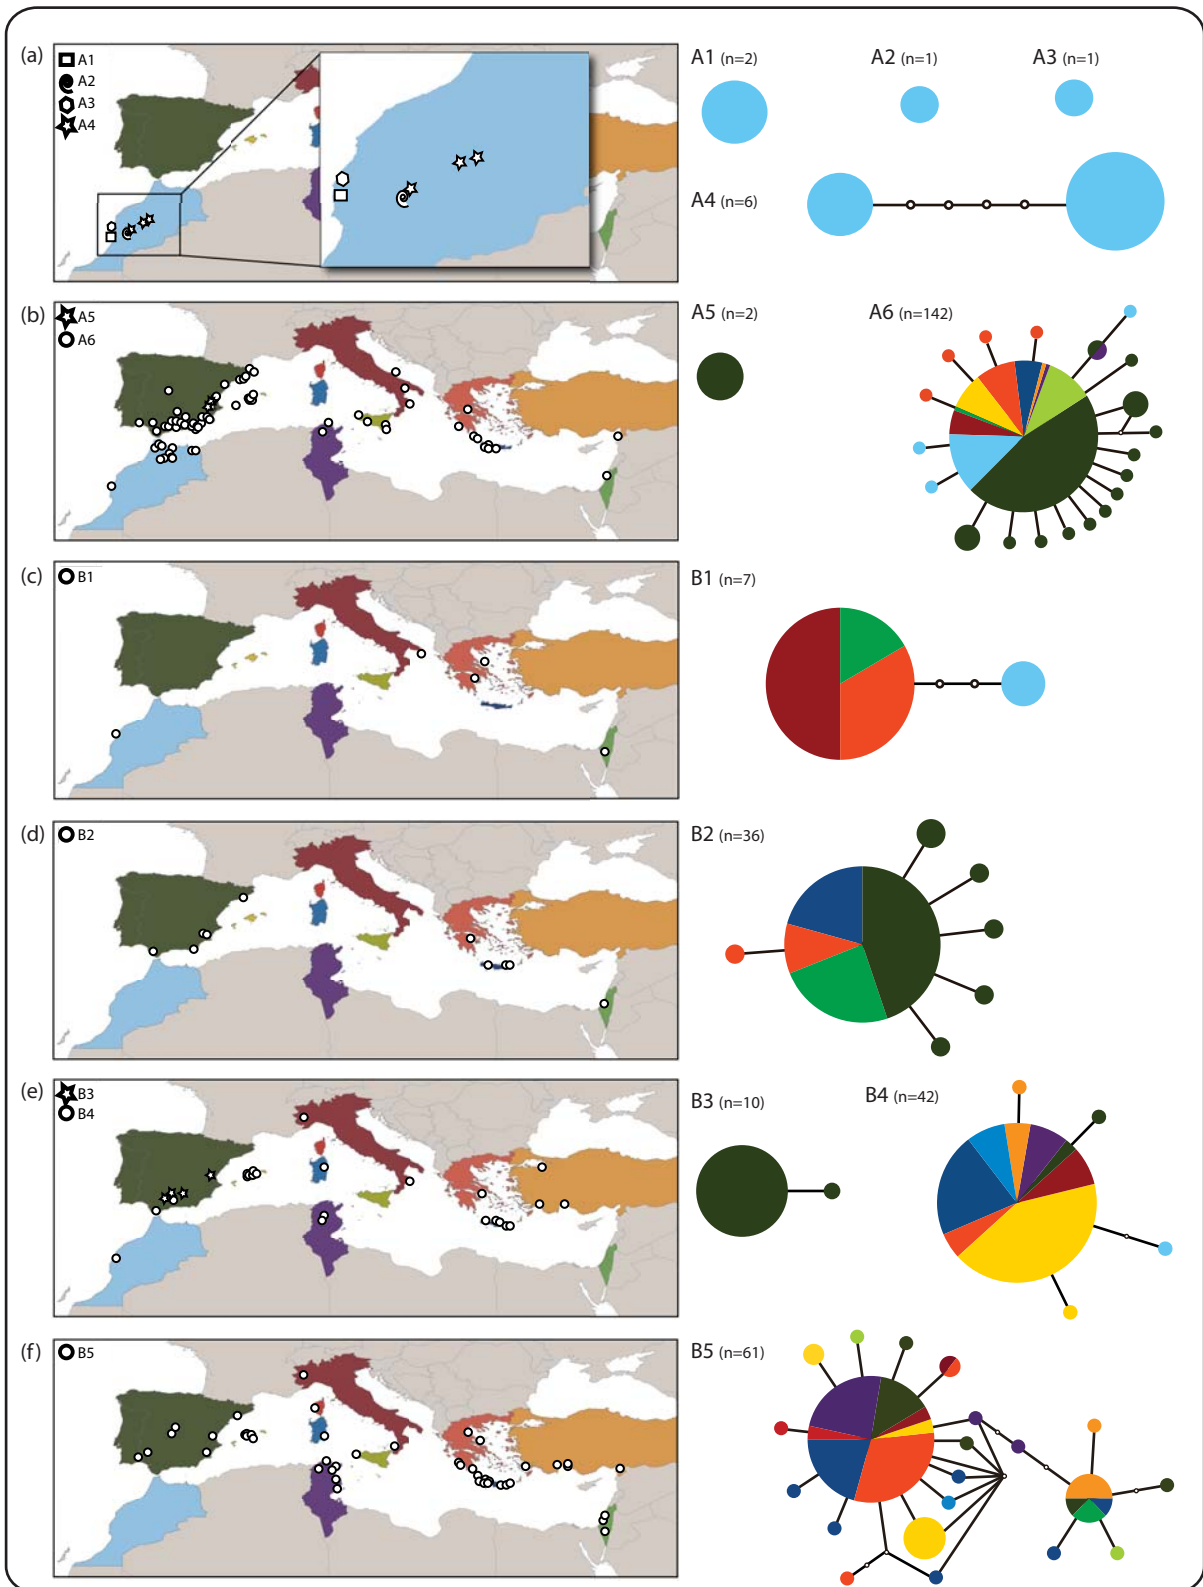 (a)
A1
A2
A3
A4
A1 (n=2)
A2 (n=1)
A3 (n=1)
A4 (n=6)
(b)
A5
A6
A5 (n=2)
A6 (n=142)
(c)
B1
B1 (n=7)
(d)
B2
B2 (n=36)
(e)
B3
B4
B3 (n=10)
B4 (n=42)
(f)
B5
B5 (n=61)